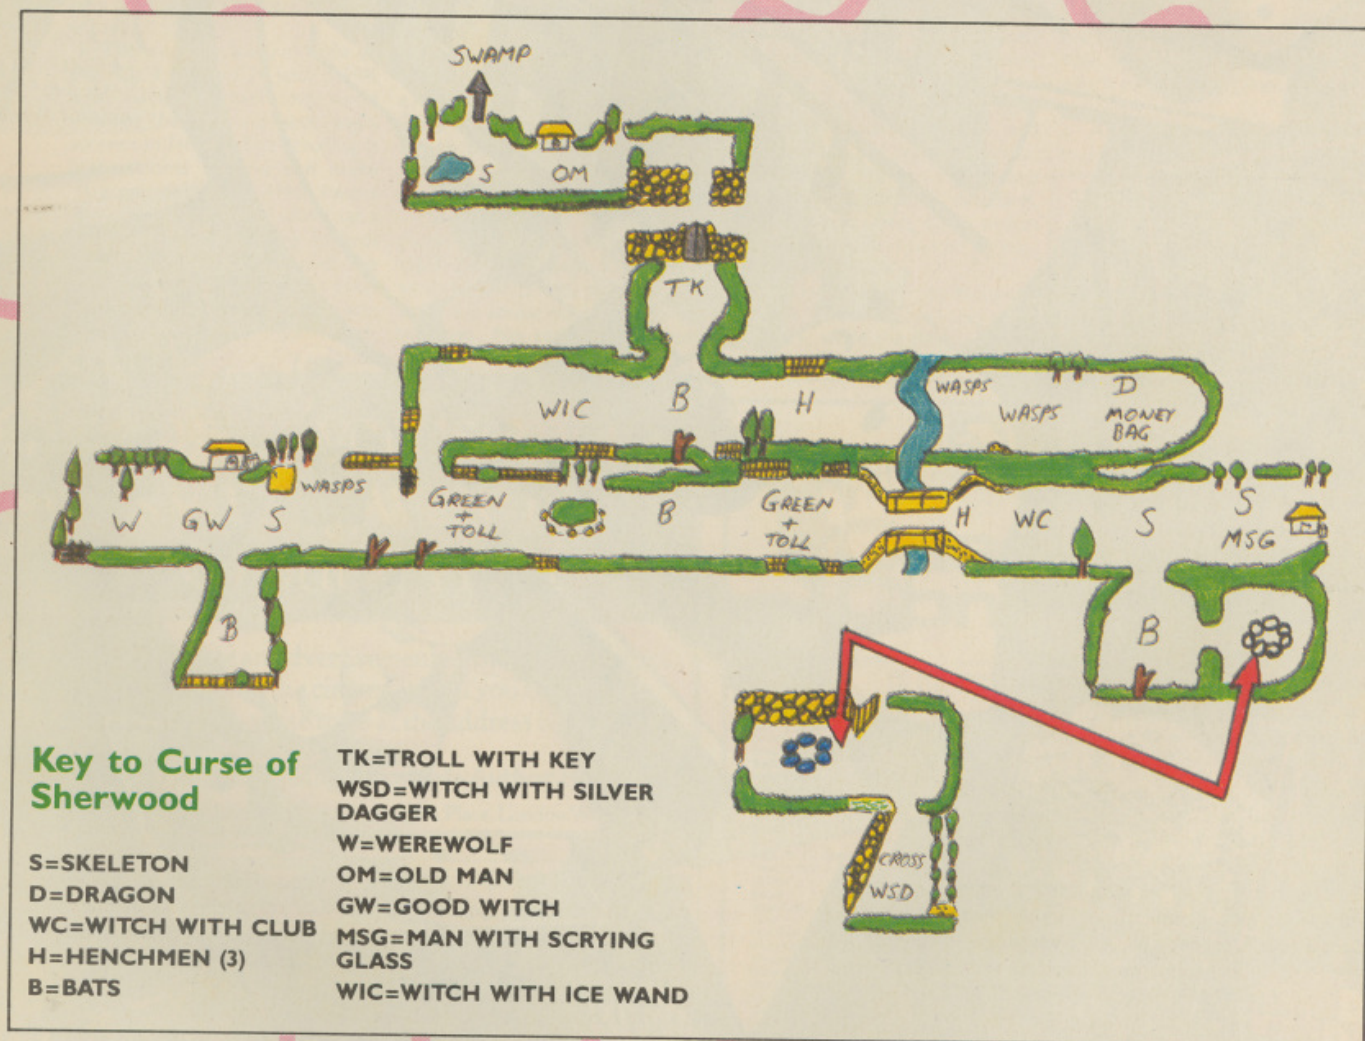 SWAMP
S OM
TK
WIC B H WASPS WASPS D
MONEY
BAG
W GW S WASPS
GREEN
+
TOLL
B
GREEN
+
TOLL
H WC S S
MSG
B
B
CROSS
WSD
Key to Curse of
Sherwood
S=SKELETON
D=DRAGON
WC=WITCH WITH CLUB
H=HENCHMEN (3)
B=BATS
TK=TROLL WITH KEY
WSD=WITCH WITH SILVER
DAGGER
W=WEREWOLF
OM=OLD MAN
GW=GOOD WITCH
MSG=MAN WITH SCRYING
GLASS
WIC=WITCH WITH ICE WAND